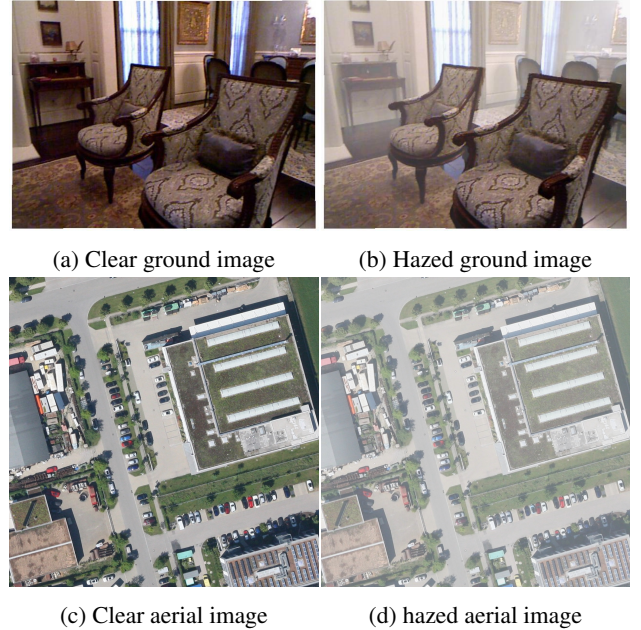 (a) Clear ground image
(b) Hazed ground image
(c) Clear aerial image
(d) hazed aerial image